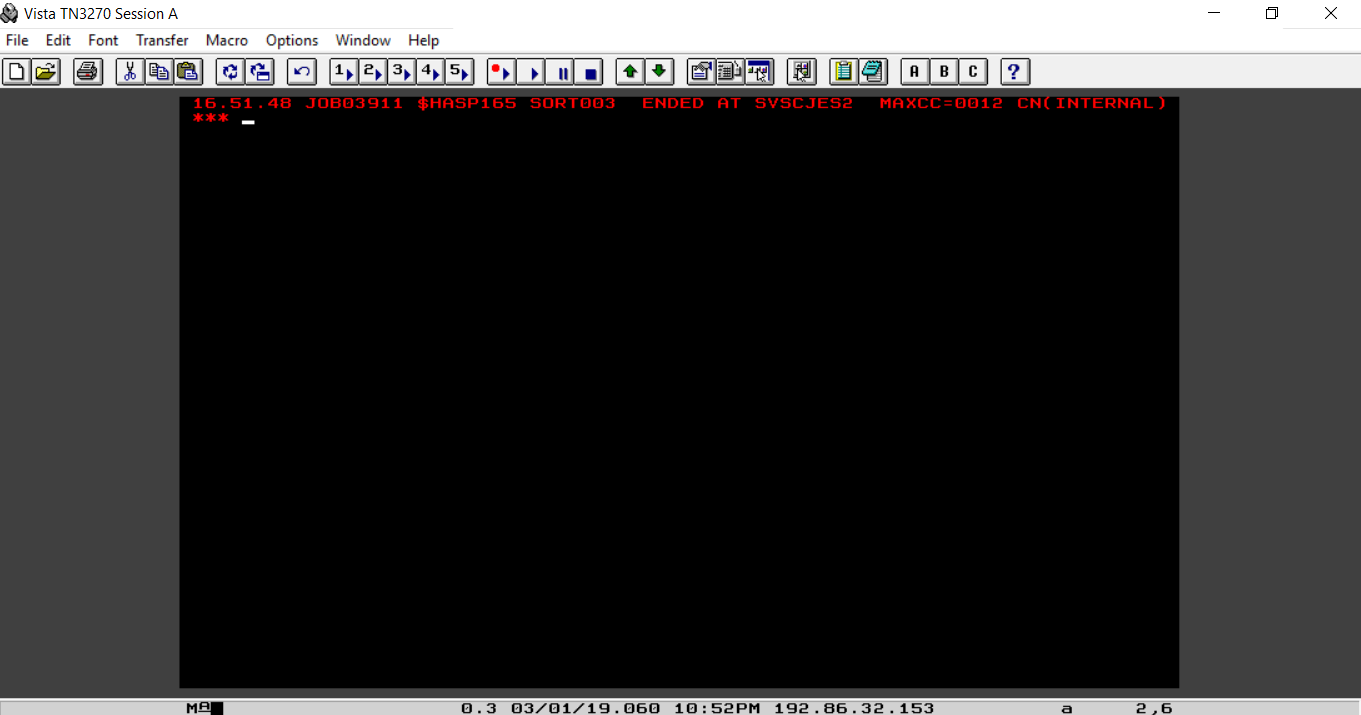 Vista TN3270 Session A
File Edit Font Transfer Macro Options Window Help
1 2 3 4 5 A B C ?
16.51.48 JOB03911 $HASP165 SORT003 ENDED AT SVSCJES2 MAXCC=0012 CN(INTERNAL)
***
MA 0.3 03/01/19.060 10:52PM 192.86.32.153 a 2,6